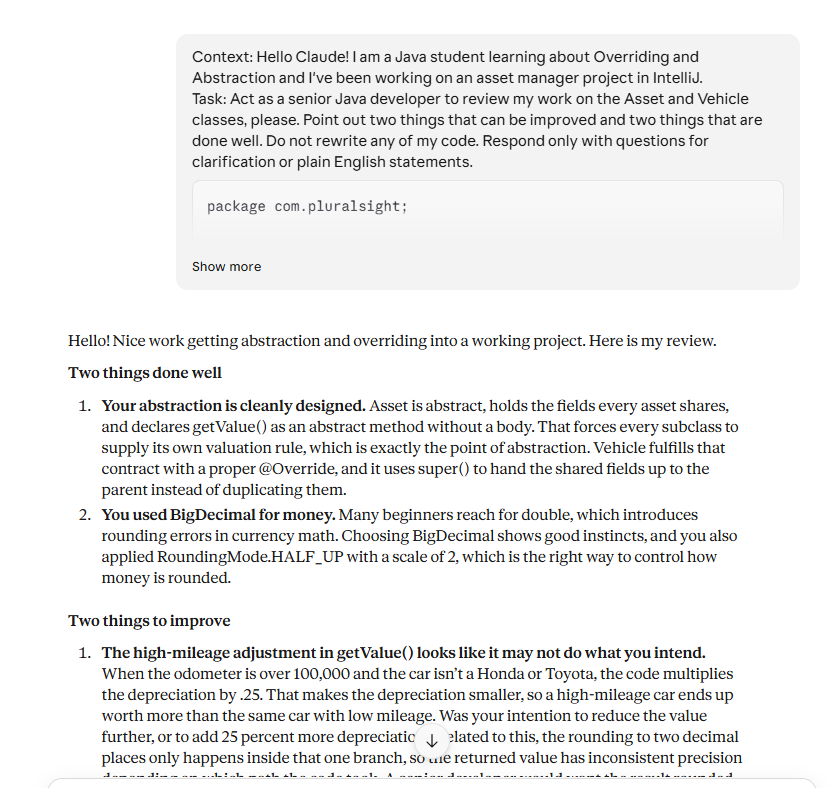 Context: Hello Claude! I am a Java student learning about Overriding and
Abstraction and I've been working on an asset manager project in IntelliJ.
Task: Act as a senior Java developer to review my work on the Asset and Vehicle
classes, please. Point out two things that can be improved and two things that are
done well. Do not rewrite any of my code. Respond only with questions for
clarification or plain English statements.
package com.pluralsight;
Show more
Hello! Nice work getting abstraction and overriding into a working project. Here is my review.
Two things done well
1. Your abstraction is cleanly designed. Asset is abstract, holds the fields every asset shares,
and declares getValue() as an abstract method without a body. That forces every subclass to
supply its own valuation rule, which is exactly the point of abstraction. Vehicle fulfills that
contract with a proper @Override, and it uses super() to hand the shared fields up to the
parent instead of duplicating them.
2. You used BigDecimal for money. Many beginners reach for double, which introduces
rounding errors in currency math. Choosing BigDecimal shows good instincts, and you also
applied RoundingMode.HALF_UP with a scale of 2, which is the right way to control how
money is rounded.
Two things to improve
1. The high-mileage adjustment in getValue() looks like it may not do what you intend.
When the odometer is over 100,000 and the car isn't a Honda or Toyota, the code multiplies
the depreciation by .25. That makes the depreciation smaller, so a high-mileage car ends up
worth more than the same car with low mileage. Was your intention to reduce the value
further, or to add 25 percent more to this, the rounding to two decimal
places only happens inside that one branch, so the returned value has inconsistent precision